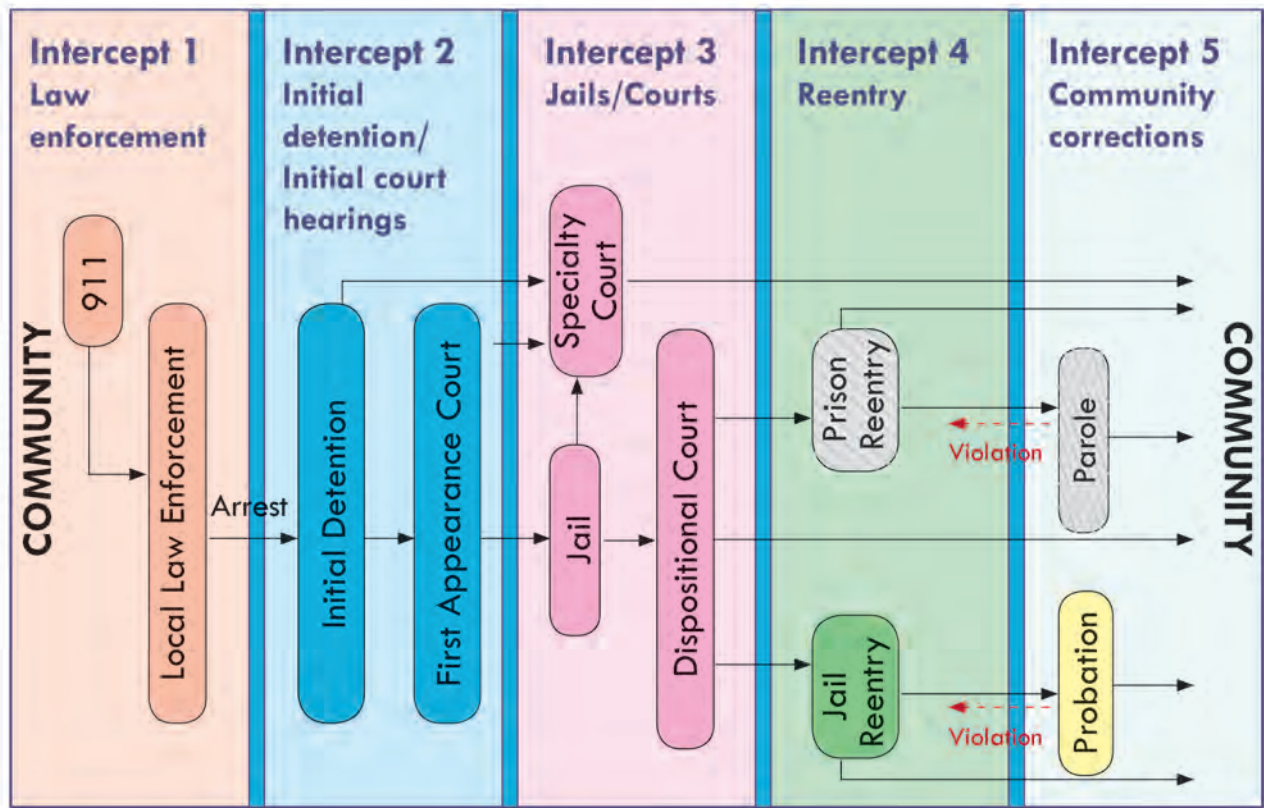 Intercept 1
Law
enforcement
Intercept 2
Initial
detention/
Initial court
hearings
Intercept 3
Jails/Courts
Intercept 4
Reentry
Intercept 5
Community
corrections
COMMUNITY
911
Local Law Enforcement
Arrest
Initial Detention
First Appearance Court
Specialty
Court
Jail
Dispositional Court
Prison
Reentry
Violation
Parole
Jail
Reentry
Violation
Probation
COMMUNITY